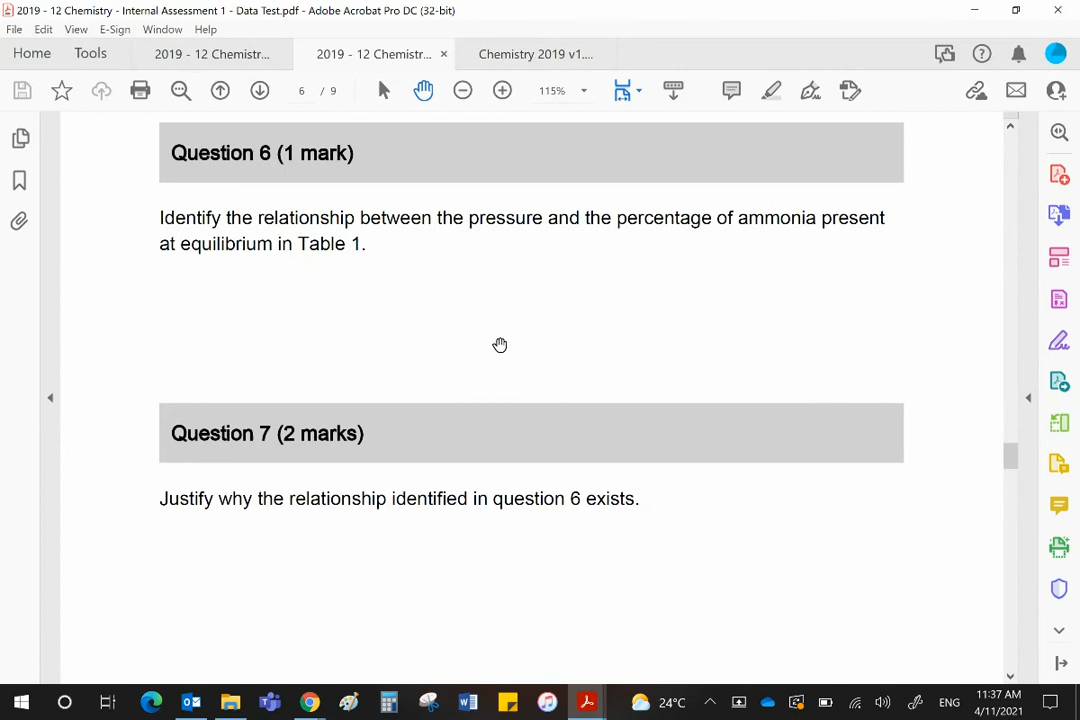 2019 - 12 Chemistry - Internal Assessment 1 - Data Test.pdf - Adobe Acrobat Pro DC (32-bit)
File Edit View E-Sign Window Help
Home Tools 2019 - 12 Chemistr... 2019 - 12 Chemistr... × Chemistry 2019 v1....
6 / 9 115%
Question 6 (1 mark)
Identify the relationship between the pressure and the percentage of ammonia present
at equilibrium in Table 1.
Question 7 (2 marks)
Justify why the relationship identified in question 6 exists.
24°C ENG 11:37 AM
4/11/2021